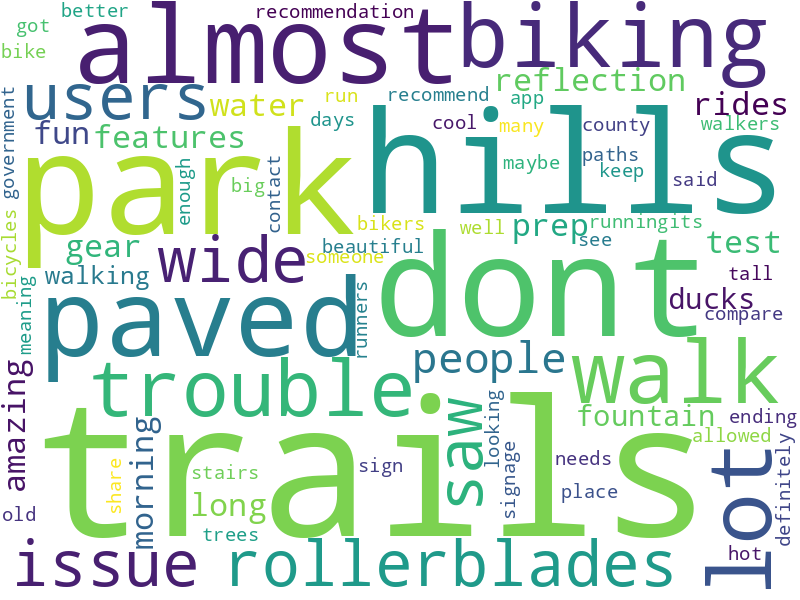 better
recommendation
got
bike
almost
biking
users
water
run
days
recommend
app
reflection
rides
cool
many
county
walkers
fun
features
government
park
enough
big
contact
hills
maybe
paths
keep
said
bicycles
gear
walking
wide
bikers
beautiful
someone
well
prep
runningits
see
test
meaning
paved
runners
dont
tall
ducks
compare
amazing
trouble
people
walk
trails
saw
looking
signage
fountain
ending
allowed
definitely
morning
share
stairs
long
trees
sign
needs
place
old
lot
hot
issue
rollerblades